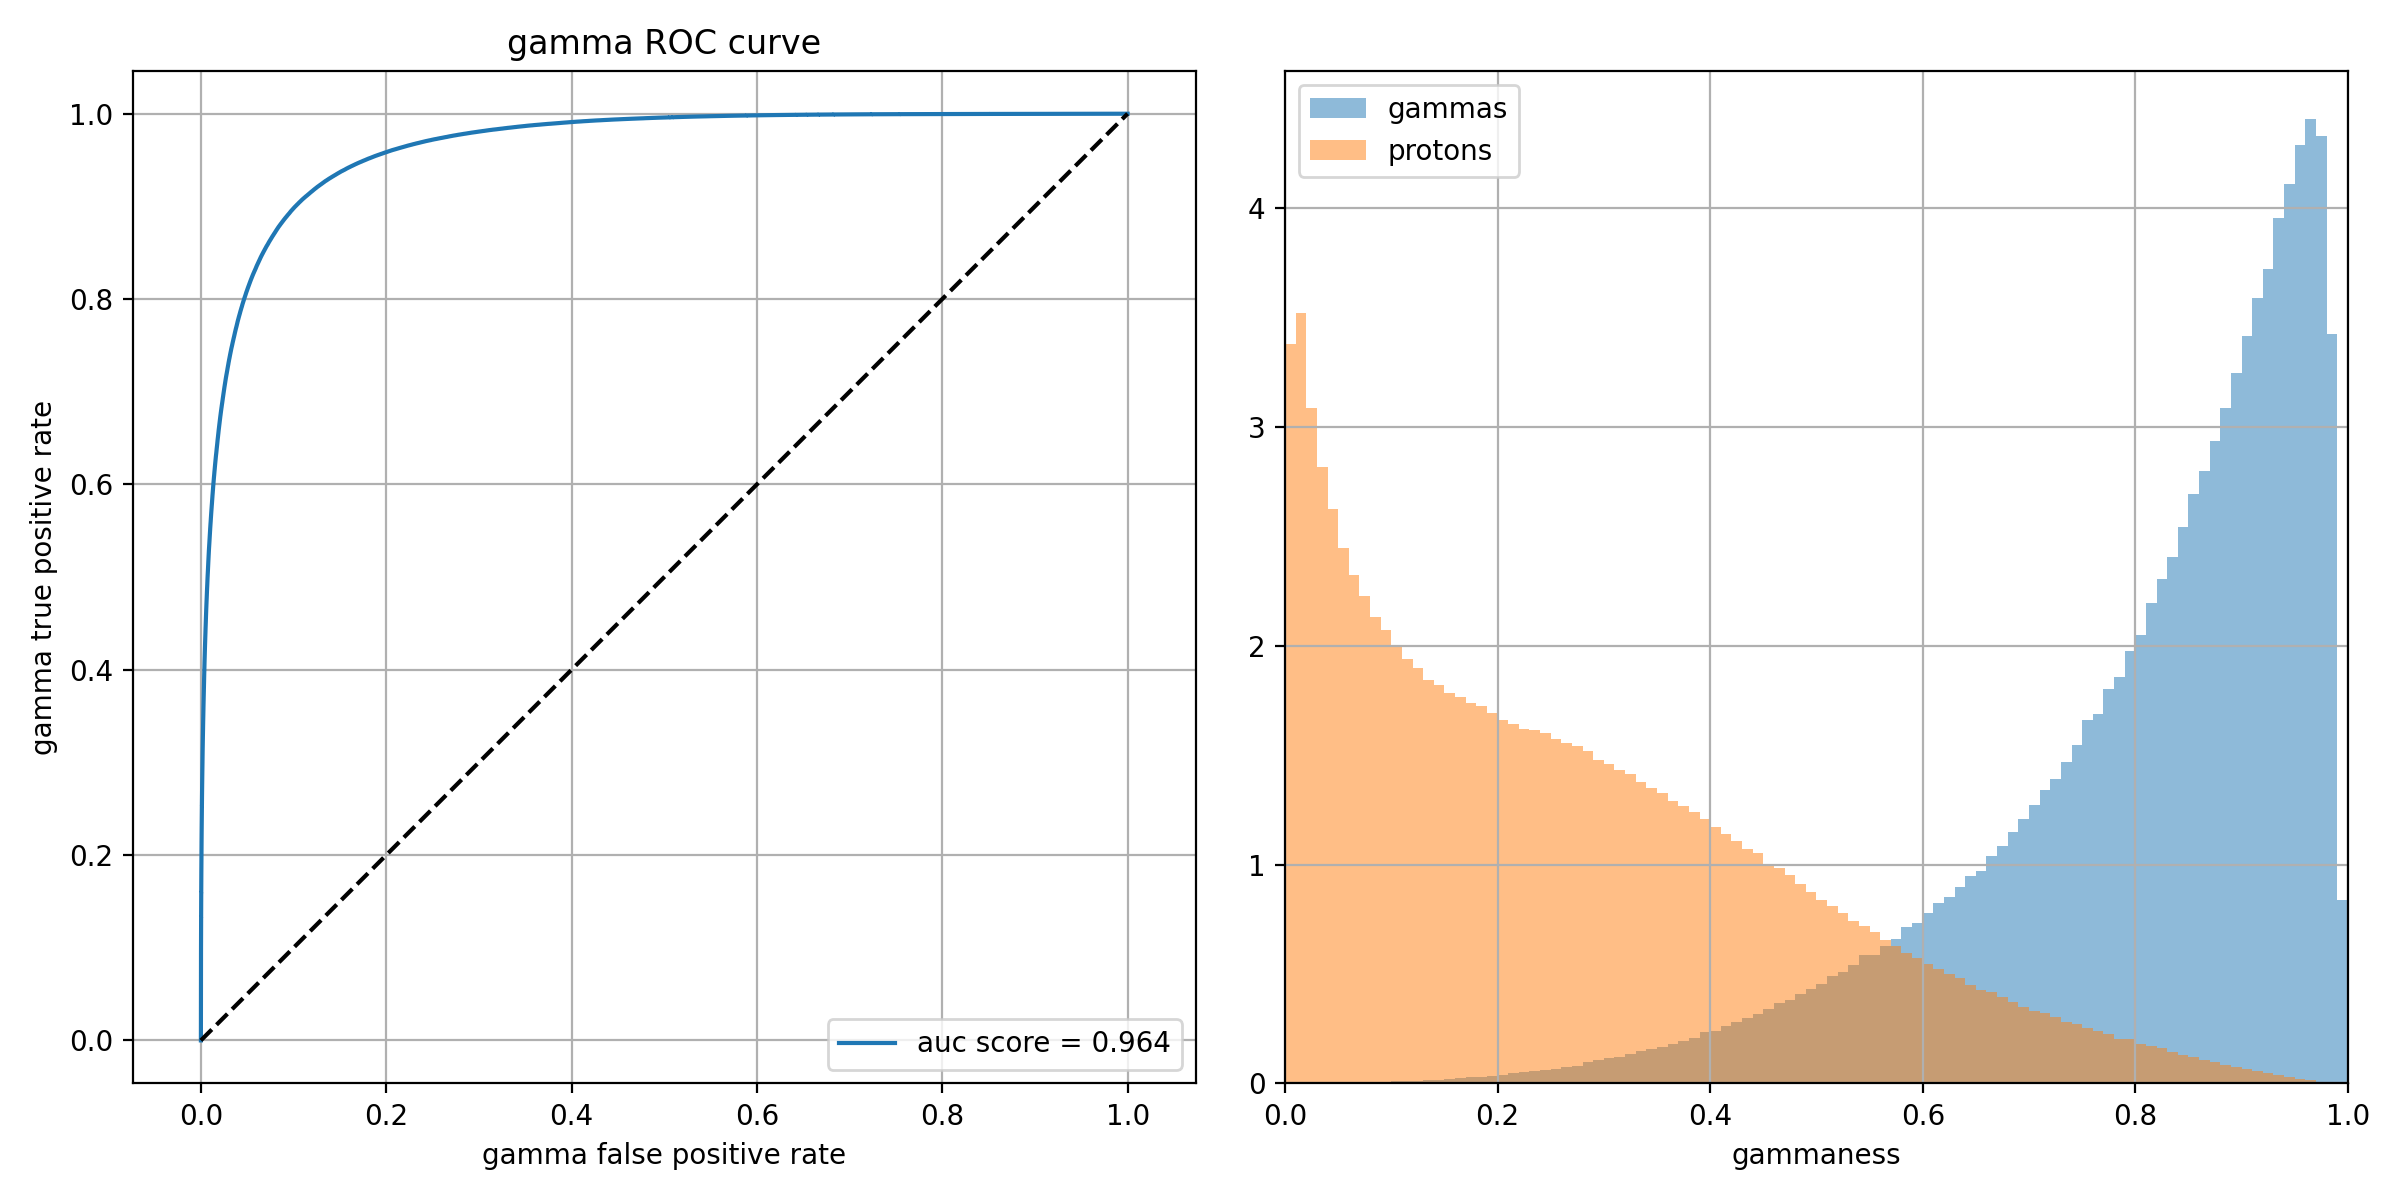 gamma ROC curve
1.0
0.8
0.6
0.4
0.2
0.0
gamma true positive rate
auc score = 0.964
0.0 0.2 0.4 0.6 0.8 1.0
gamma false positive rate
gammas
protons
4
3
2
1
0
0.0 0.2 0.4 0.6 0.8 1.0
gammaness